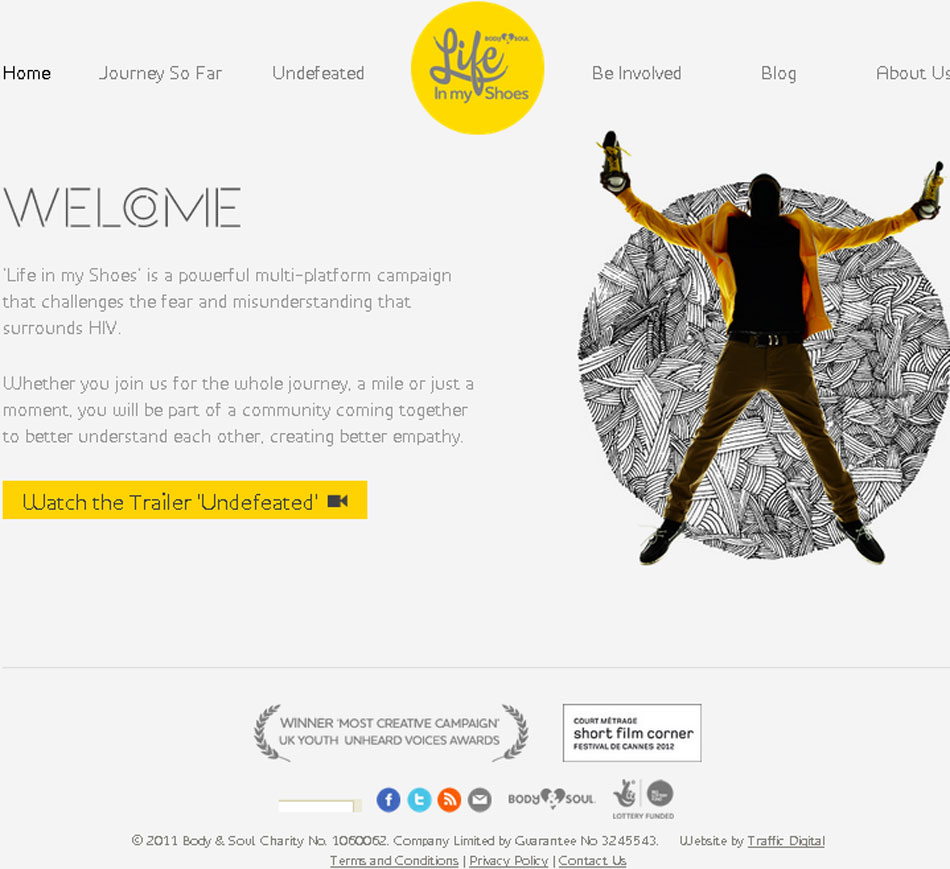 Home Journey So Far Undefeated Be Involved Blog About Us
BODY & SOUL
Life
In my Shoes
WELCOME
'Life in my Shoes' is a powerful multi-platform campaign
that challenges the fear and misunderstanding that
surrounds HIV.
Whether you join us for the whole journey, a mile or just a
moment, you will be part of a community coming together
to better understand each other, creating better empathy.
Watch the Trailer 'Undefeated'
WINNER 'MOST CREATIVE CAMPAIGN'
UK YOUTH UNHEARD VOICES AWARDS
COURT MÉTRAGE
short film corner
FESTIVAL DE CANNES 2012
BODY & SOUL
LOTTERY FUNDED
© 2011 Body & Soul Charity No. 1060062. Company Limited by Guarantee No 3245543. Website by Traffic Digital
Terms and Conditions | Privacy Policy | Contact Us